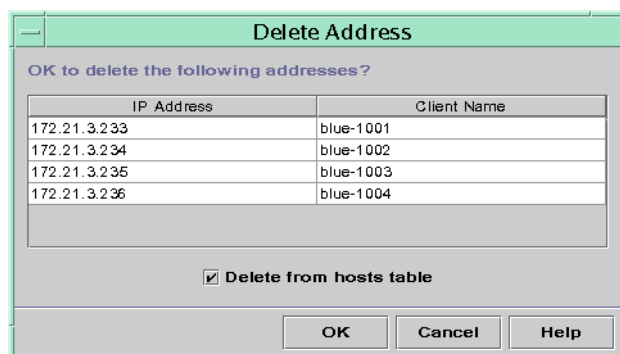 Delete Address
OK to delete the following addresses?
IP Address Client Name
172.21.3.233 blue-1001
172.21.3.234 blue-1002
172.21.3.235 blue-1003
172.21.3.236 blue-1004
Delete from hosts table
OK Cancel Help